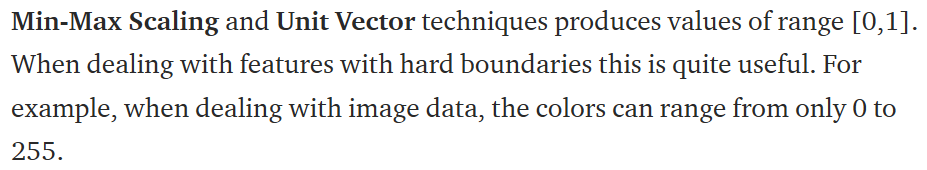 Min-Max Scaling and Unit Vector techniques produces values of range [0,1].
When dealing with features with hard boundaries this is quite useful. For
example, when dealing with image data, the colors can range from only 0 to
255.